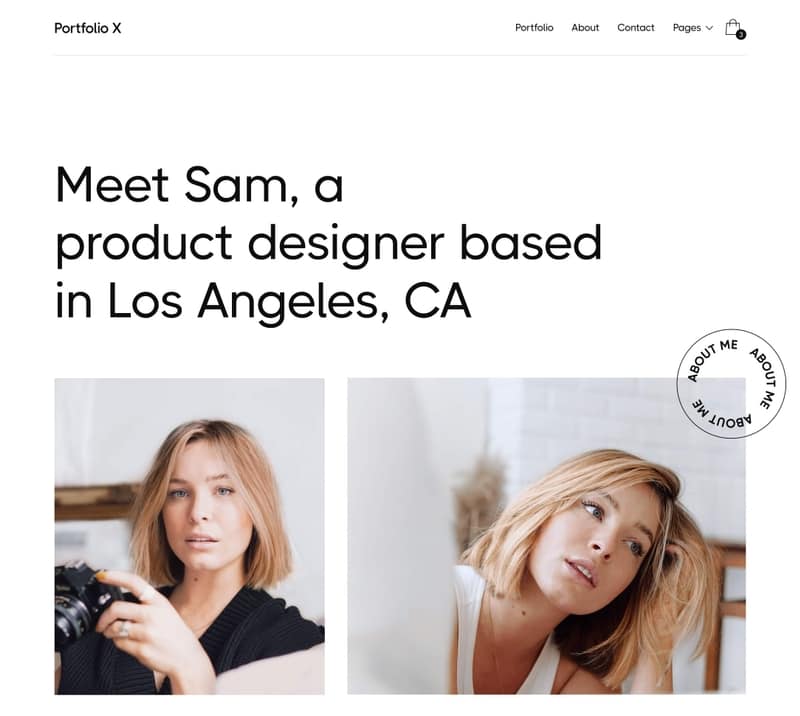 Portfolio X
Portfolio
About
Contact
Pages
Meet Sam, a
product designer based
in Los Angeles, CA
ABOUT ME ABOUT ME ABOUT ME